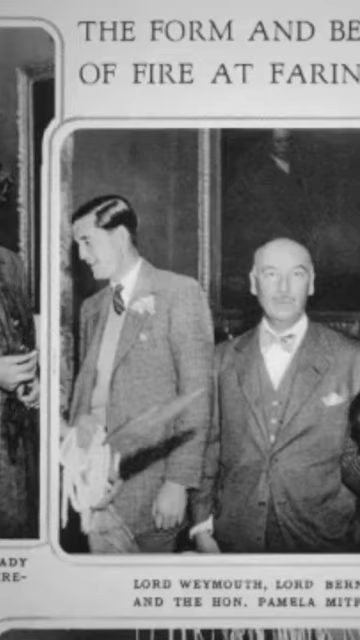 THE FORM AND BE
OF FIRE AT FARIN
ADY
RE-
LORD WEYMOUTH, LORD BERN
AND THE HON. PAMELA MITF